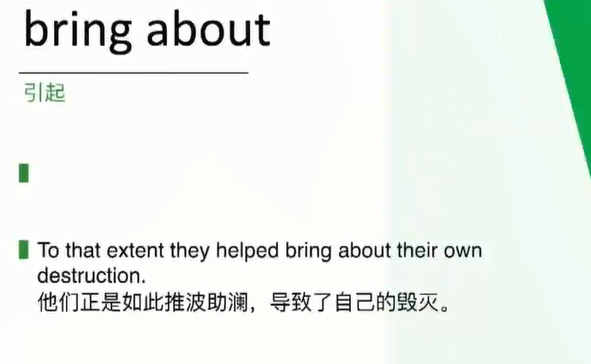 bring about
引起
To that extent they helped bring about their own
destruction.
他们正是如此推波助澜，导致了自己的毁灭。